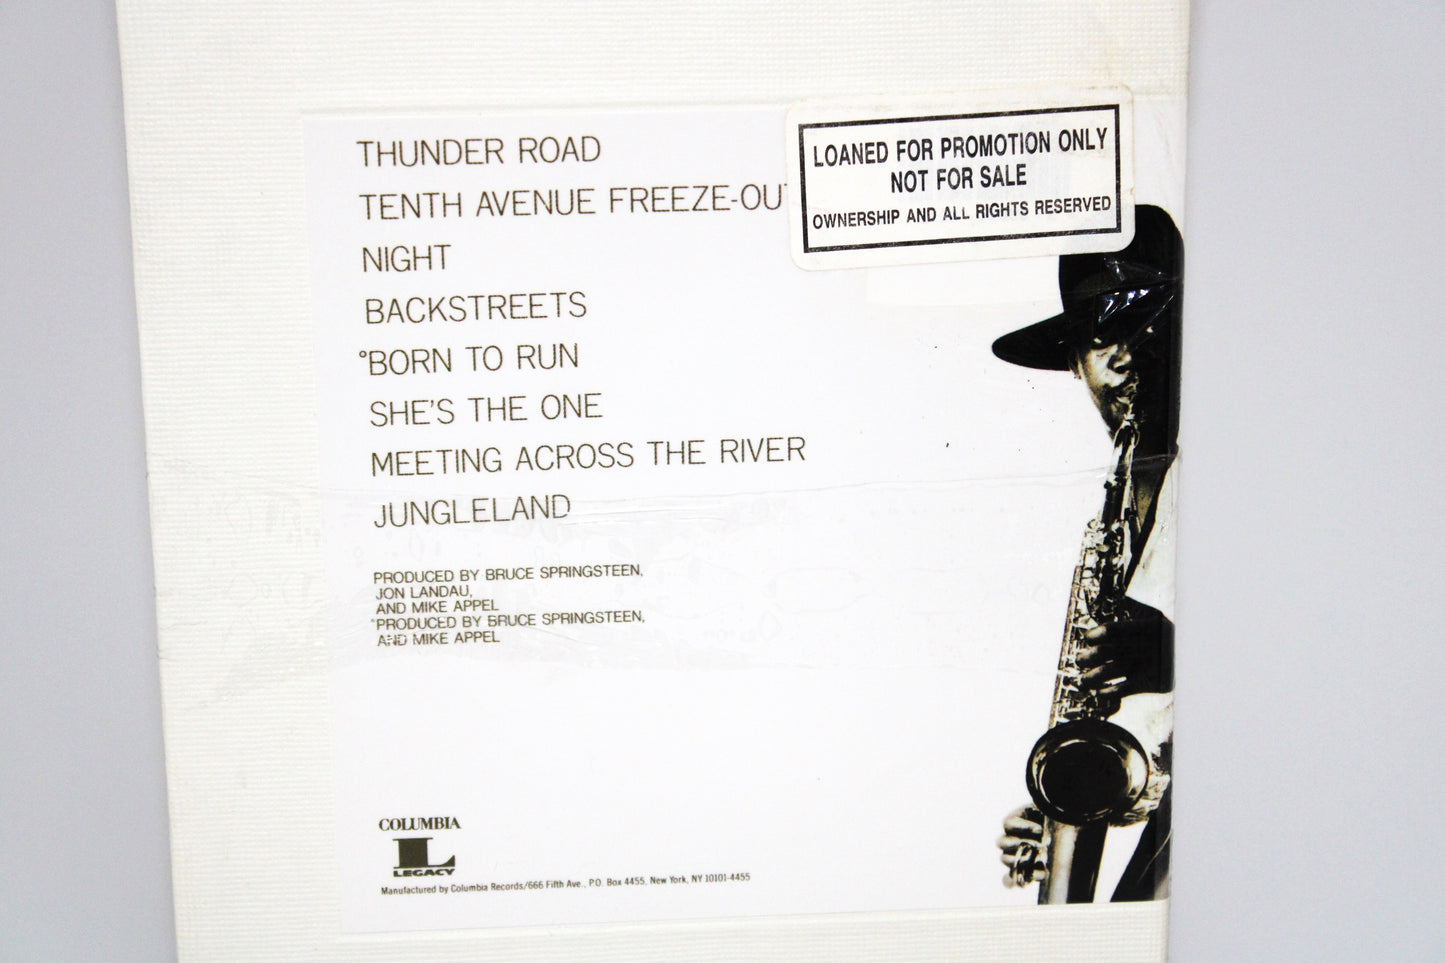 THUNDER ROAD
TENTH AVENUE FREEZE-OUT
NIGHT
BACKSTREETS
°BORN TO RUN
SHE'S THE ONE
MEETING ACROSS THE RIVER
JUNGLELAND
LOANED FOR PROMOTION ONLY
NOT FOR SALE
OWNERSHIP AND ALL RIGHTS RESERVED
PRODUCED BY BRUCE SPRINGSTEEN,
JON LANDAU,
AND MIKE APPEL
°PRODUCED BY BRUCE SPRINGSTEEN,
AND MIKE APPEL
COLUMBIA
L
LEGACY
Manufactured by Columbia Records/666 Fifth Ave., P.O. Box 4455, New York, NY 10101-4455